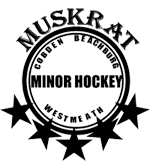 MUSKRAT
COBDEN BEACHBURG
MINOR HOCKEY
WESTMEATH